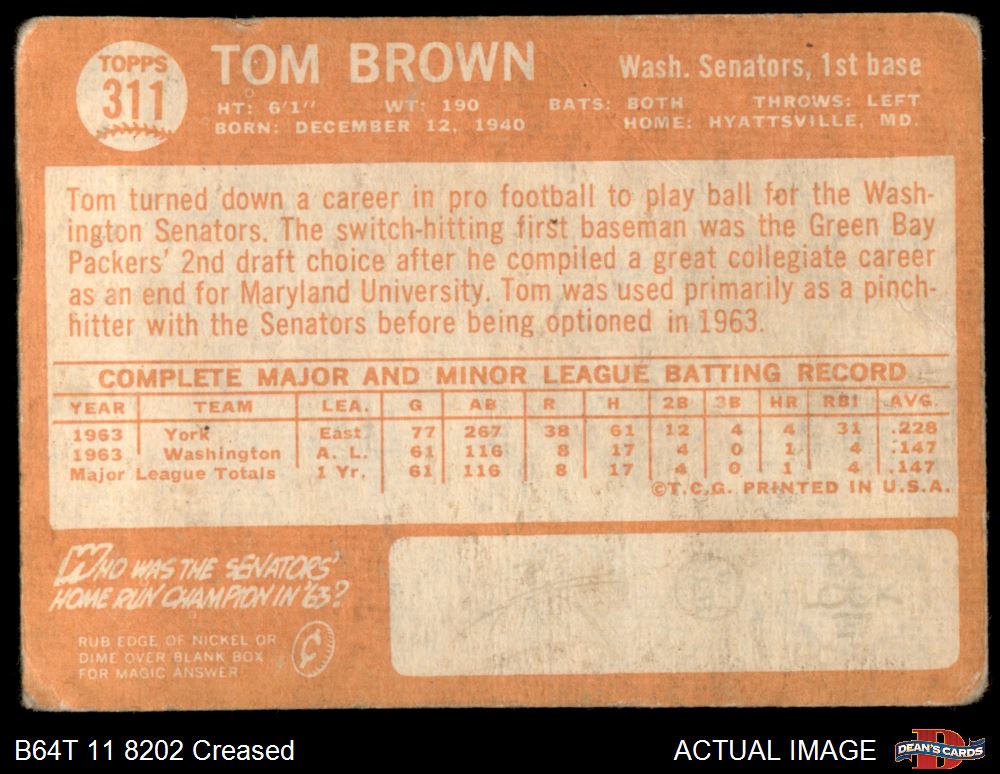 TOPPS
311
TOM BROWN
Wash. Senators, 1st base
HT: 6'1" WT: 190 BATS: BOTH THROWS: LEFT
BORN: DECEMBER 12, 1940 HOME: HYATTSVILLE, MD.
Tom turned down a career in pro football to play ball for the Wash-
ington Senators. The switch-hitting first baseman was the Green Bay
Packers' 2nd draft choice after he compiled a great collegiate career
as an end for Maryland University. Tom was used primarily as a pinch-
hitter with the Senators before being optioned in 1963.
COMPLETE MAJOR AND MINOR LEAGUE BATTING RECORD
YEAR TEAM LEA. G AB R H 2B 3B HR RBI AVG.
1963 York East 77 267 38 61 12 4 4 31 .228
1963 Washington A. L. 61 116 8 17 4 0 1 4 .147
Major League Totals 1 Yr. 61 116 8 17 4 0 1 4 .147
©T.C.G. PRINTED IN U.S.A.
WHO WAS THE SENATORS'
HOME RUN CHAMPION IN '63?
RUB EDGE OF NICKEL OR
DIME OVER BLANK BOX
FOR MAGIC ANSWER
B64T 11 8202 Creased
ACTUAL IMAGE
DEAN'S CARDS